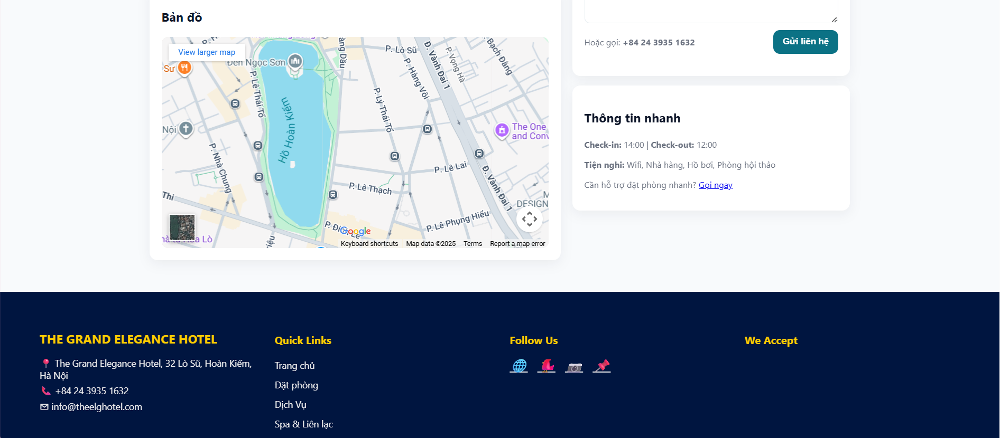 Bản đồ
View larger map
Đền Ngọc Sơn
P. Lò Sũ
Đ. Vành Đai 1
P. Vọng Hà
P. Bạch Đằng
Sư
P. Hàng Vôi
P. Lê Thái Tổ
P. Lý Thái Tổ
Hồ Hoàn Kiếm
Nội
The One
and Conv
P. Nhà Chung
P. Lê Lai
Đ. Vành Đai 1
P. Lê Thạch
Thi
DESIGN
P. Lê Phụng Hiểu
Google
Keyboard shortcuts
Map data ©2025
Terms
Report a map error
Hoặc gọi: +84 24 3935 1632
Gửi liên hệ
Thông tin nhanh
Check-in: 14:00 | Check-out: 12:00
Tiện nghi: Wifi, Nhà hàng, Hồ bơi, Phòng hội thảo
Cần hỗ trợ đặt phòng nhanh? Gọi ngay
THE GRAND ELEGANCE HOTEL
The Grand Elegance Hotel, 32 Lò Sũ, Hoàn Kiếm,
Hà Nội
+84 24 3935 1632
info@theelghotel.com
Quick Links
Trang chủ
Đặt phòng
Dịch Vụ
Spa & Liên lạc
Follow Us
We Accept